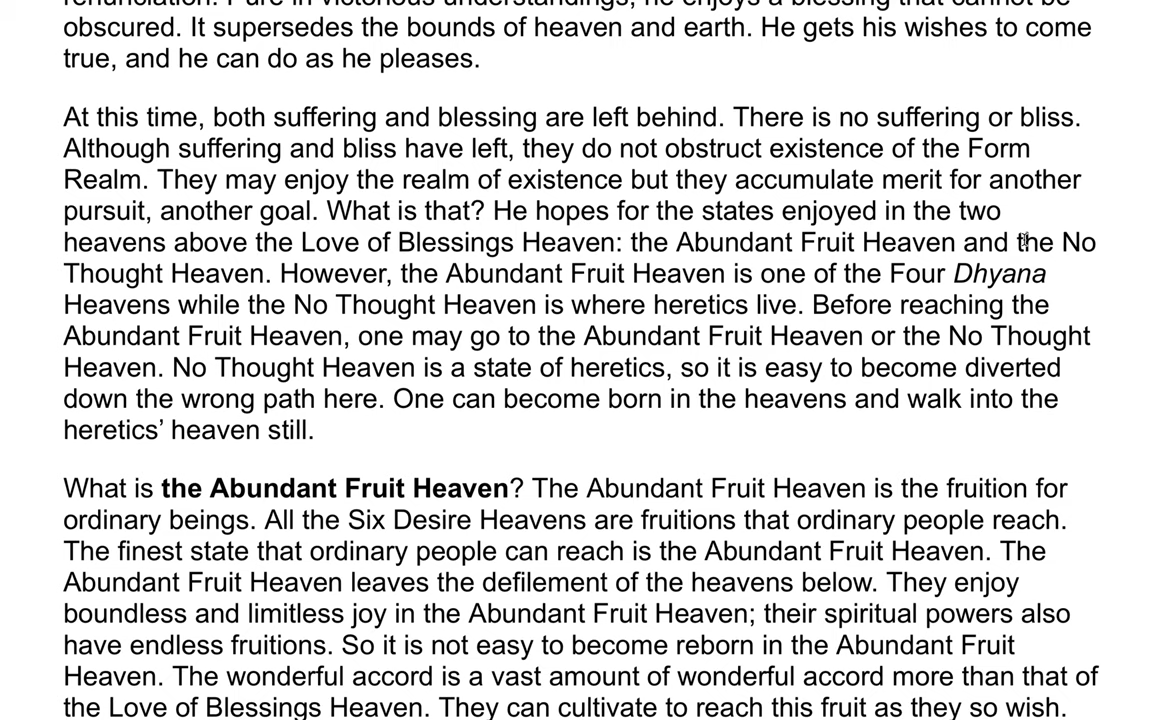 renunciation. Pure in victorious understandings, he enjoys a blessing that cannot be
obscured. It supersedes the bounds of heaven and earth. He gets his wishes to come
true, and he can do as he pleases.
At this time, both suffering and blessing are left behind. There is no suffering or bliss.
Although suffering and bliss have left, they do not obstruct existence of the Form
Realm. They may enjoy the realm of existence but they accumulate merit for another
pursuit, another goal. What is that? He hopes for the states enjoyed in the two
heavens above the Love of Blessings Heaven: the Abundant Fruit Heaven and the No
Thought Heaven. However, the Abundant Fruit Heaven is one of the Four Dhyana
Heavens while the No Thought Heaven is where heretics live. Before reaching the
Abundant Fruit Heaven, one may go to the Abundant Fruit Heaven or the No Thought
Heaven. No Thought Heaven is a state of heretics, so it is easy to become diverted
down the wrong path here. One can become born in the heavens and walk into the
heretics’ heaven still.
What is the Abundant Fruit Heaven? The Abundant Fruit Heaven is the fruition for
ordinary beings. All the Six Desire Heavens are fruitions that ordinary people reach.
The finest state that ordinary people can reach is the Abundant Fruit Heaven. The
Abundant Fruit Heaven leaves the defilement of the heavens below. They enjoy
boundless and limitless joy in the Abundant Fruit Heaven; their spiritual powers also
have endless fruitions. So it is not easy to become reborn in the Abundant Fruit
Heaven. The wonderful accord is a vast amount of wonderful accord more than that of
the Love of Blessings Heaven. They can cultivate to reach this fruit as they so wish.